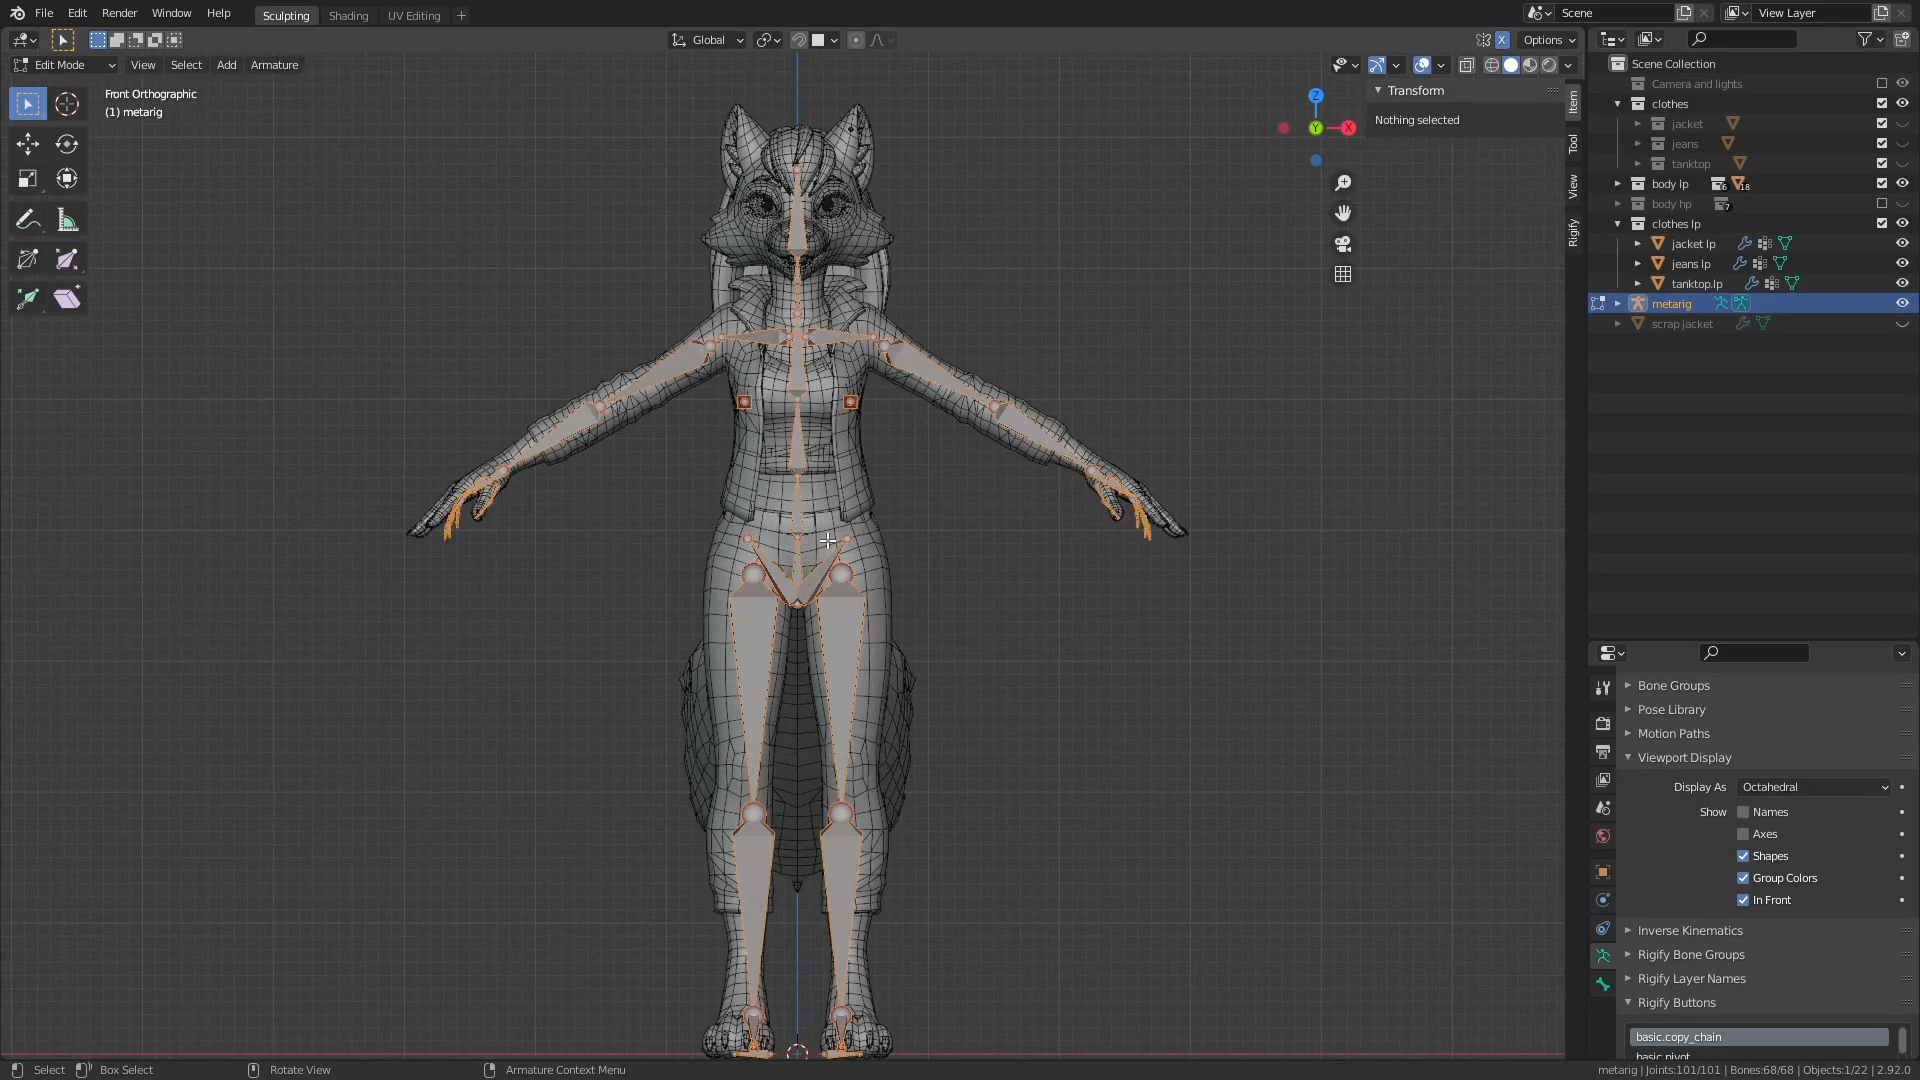 File Edit Render Window Help Sculpting Shading UV Editing + Scene View Layer
Global Options
Edit Mode View Select Add Armature
Front Orthographic
(1) metarig
Z
Y
X
Transform
Nothing selected
Item
Tool
View
Rigify
Scene Collection
Camera and lights
clothes
jacket
jeans
tanktop
body lp 6 18
body hp 7
clothes lp
jacket lp
jeans lp
tanktop.lp
metarig
scrap jacket
Bone Groups
Pose Library
Motion Paths
Viewport Display
Display As Octahedral
Show Names
Axes
Shapes
Group Colors
In Front
Inverse Kinematics
Rigify Bone Groups
Rigify Layer Names
Rigify Buttons
basic.copy_chain
basic.pivot
Select Box Select Rotate View Armature Context Menu metarig | Joints:101/101 | Bones:68/68 | Objects:1/22 | 2.92.0